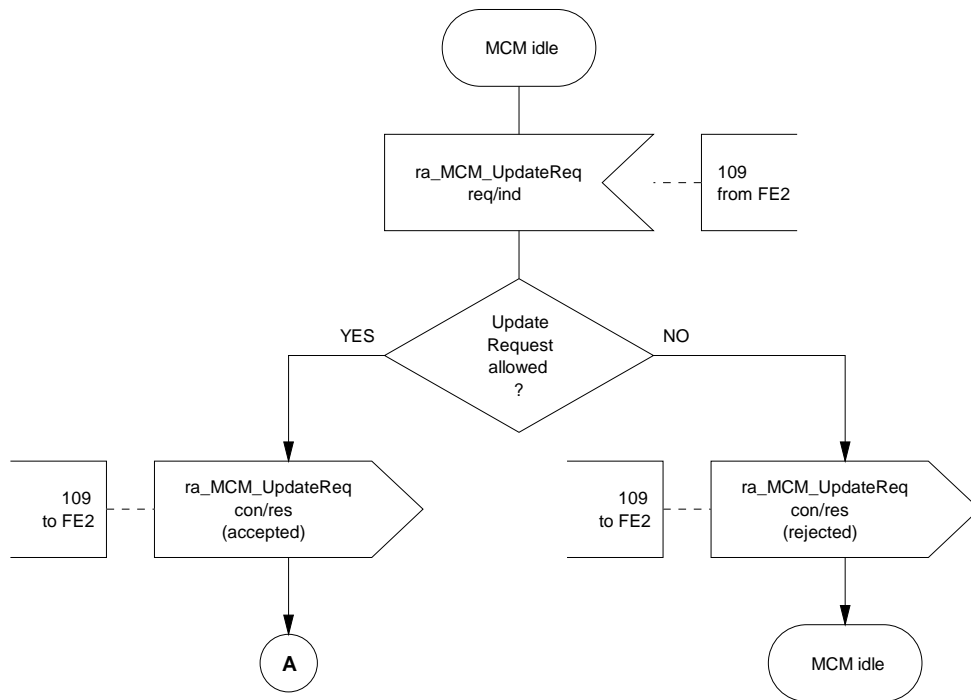 MCM idle
ra_MCM_UpdateReq
req/ind
109
from FE2
Update
Request
allowed
?
YES
NO
109
to FE2
ra_MCM_UpdateReq
con/res
(accepted)
109
to FE2
ra_MCM_UpdateReq
con/res
(rejected)
A
MCM idle